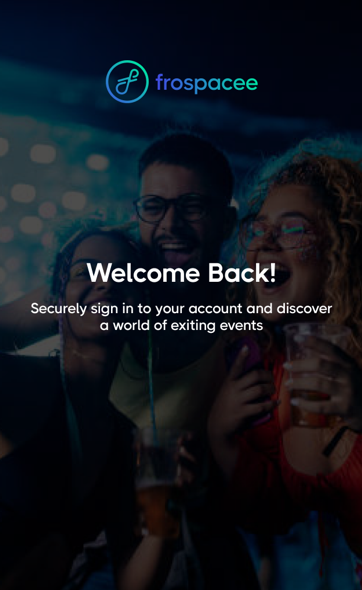 frospacee
Welcome Back!
Securely sign in to your account and discover
a world of exiting events